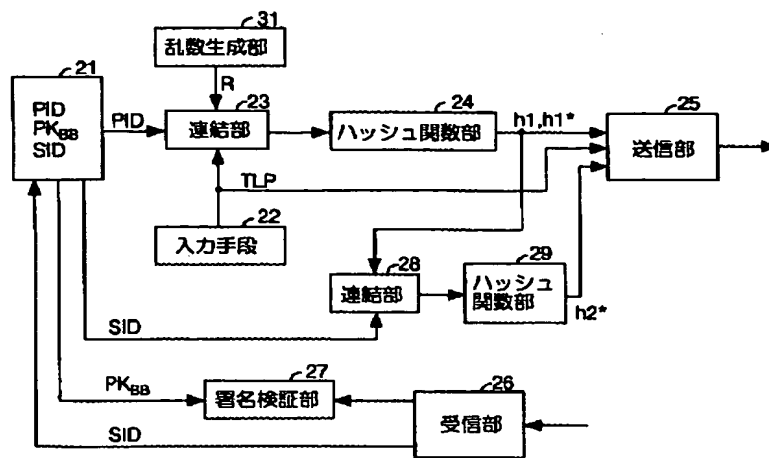 31
乱数生成部
21
R
23
24
25
PID
PK_BB
SID
PID
連結部
ハッシュ関数部
h1,h1*
送信部
TLP
22
入力手段
28
29
連結部
ハッシュ
関数部
h2*
SID
27
26
PK_BB
署名検証部
受信部
SID